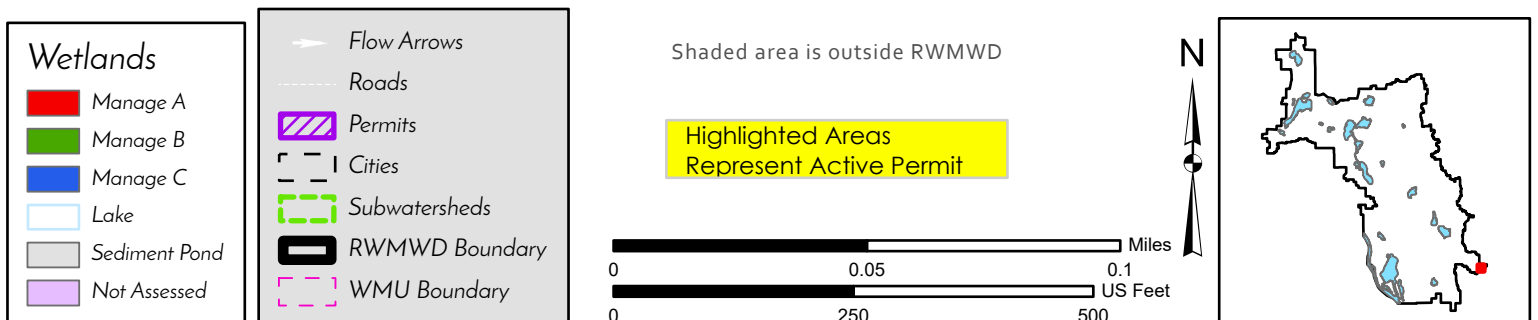 Wetlands
Manage A
Manage B
Manage C
Lake
Sediment Pond
Not Assessed
Flow Arrows
Roads
Permits
Cities
Subwatersheds
RWMWD Boundary
WMU Boundary
Shaded area is outside RWMWD
Highlighted Areas
Represent Active Permit
Miles
0 0.05 0.1
US Feet
0 250 500
N